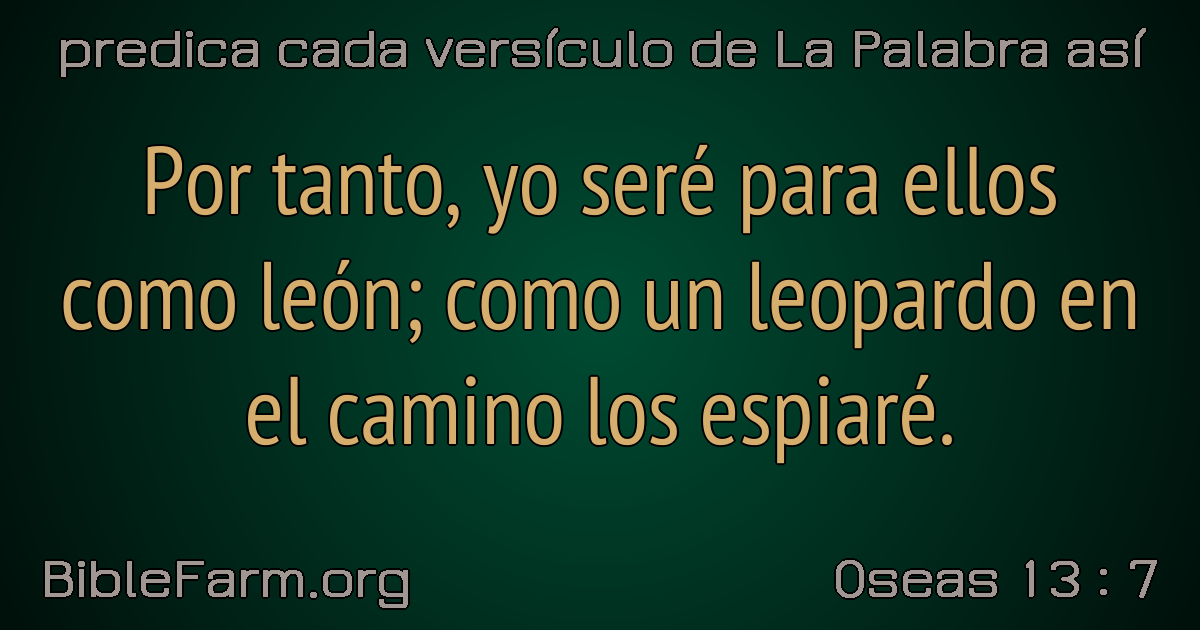 predica cada versículo de La Palabra así
Por tanto, yo seré para ellos
como león; como un leopardo en
el camino los espiaré.
BibleFarm.org
Oseas 13 : 7